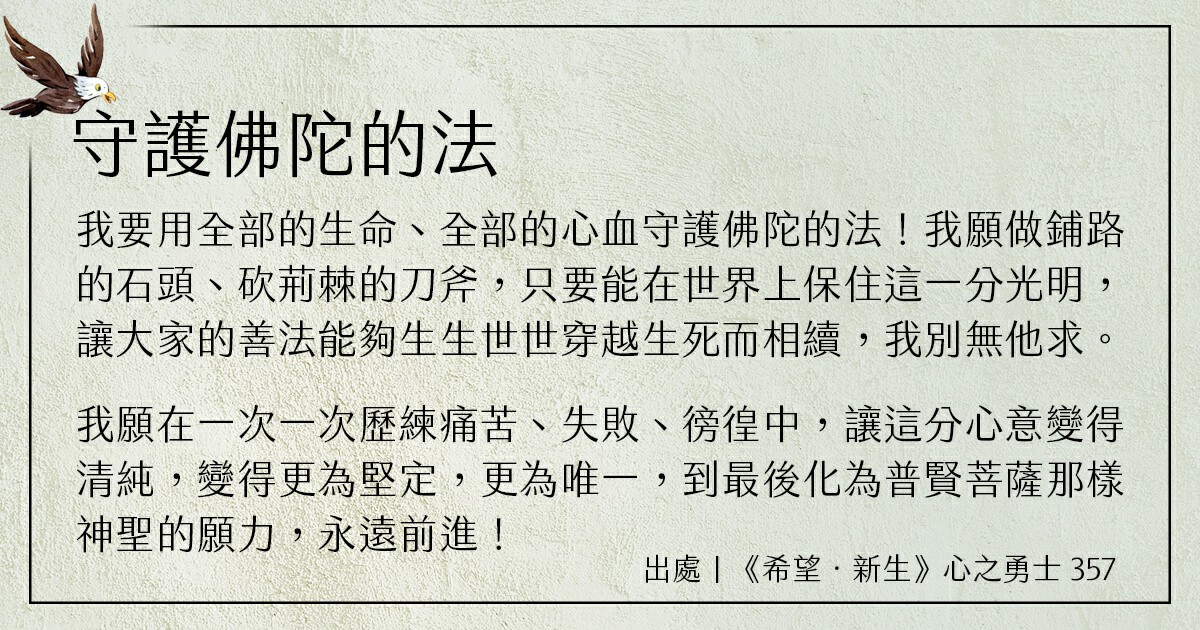 守護佛陀的法
我要用全部的生命、全部的心血守護佛陀的法！我願做鋪路
的石頭、砍荊棘的刀斧，只要能在世界上保住這一分光明，
讓大家的善法能夠生生世世穿越生死而相續，我別無他求。
我願在一次一次歷練痛苦、失敗、徬徨中，讓這分心意變得
清純，變得更為堅定，更為唯一，到最後化為普賢菩薩那樣
神聖的願力，永遠前進！
出處｜《希望．新生》心之勇士 357